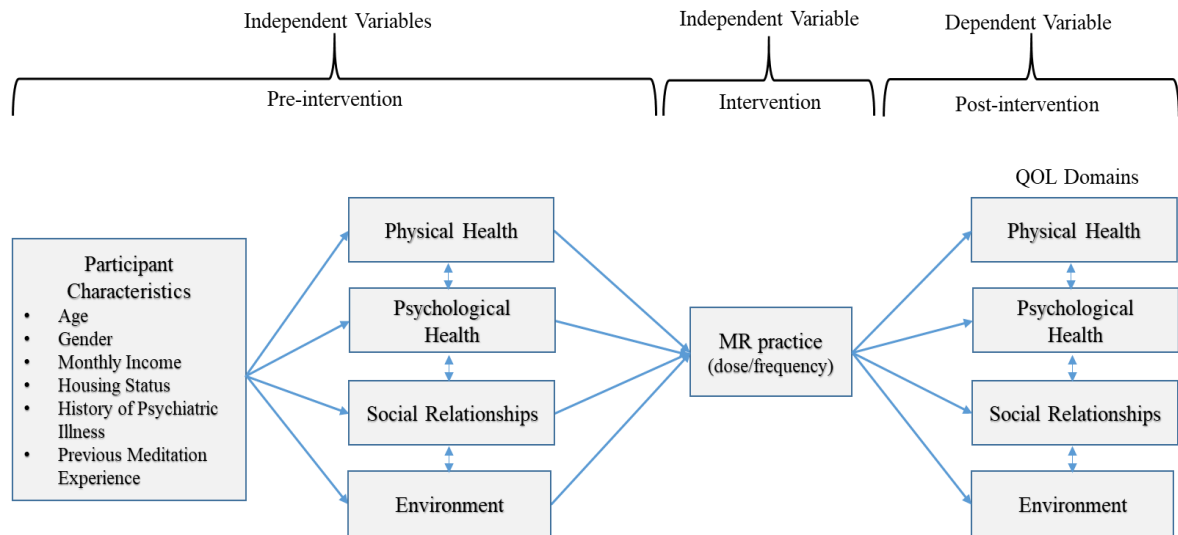 Independent Variables
Independent Variable
Dependent Variable
Pre-intervention
Intervention
Post-intervention
Participant
Characteristics
• Age
• Gender
• Monthly Income
• Housing Status
• History of Psychiatric
Illness
• Previous Meditation
Experience
Physical Health
Psychological
Health
Social Relationships
Environment
MR practice
(dose/frequency)
QOL Domains
Physical Health
Psychological
Health
Social Relationships
Environment